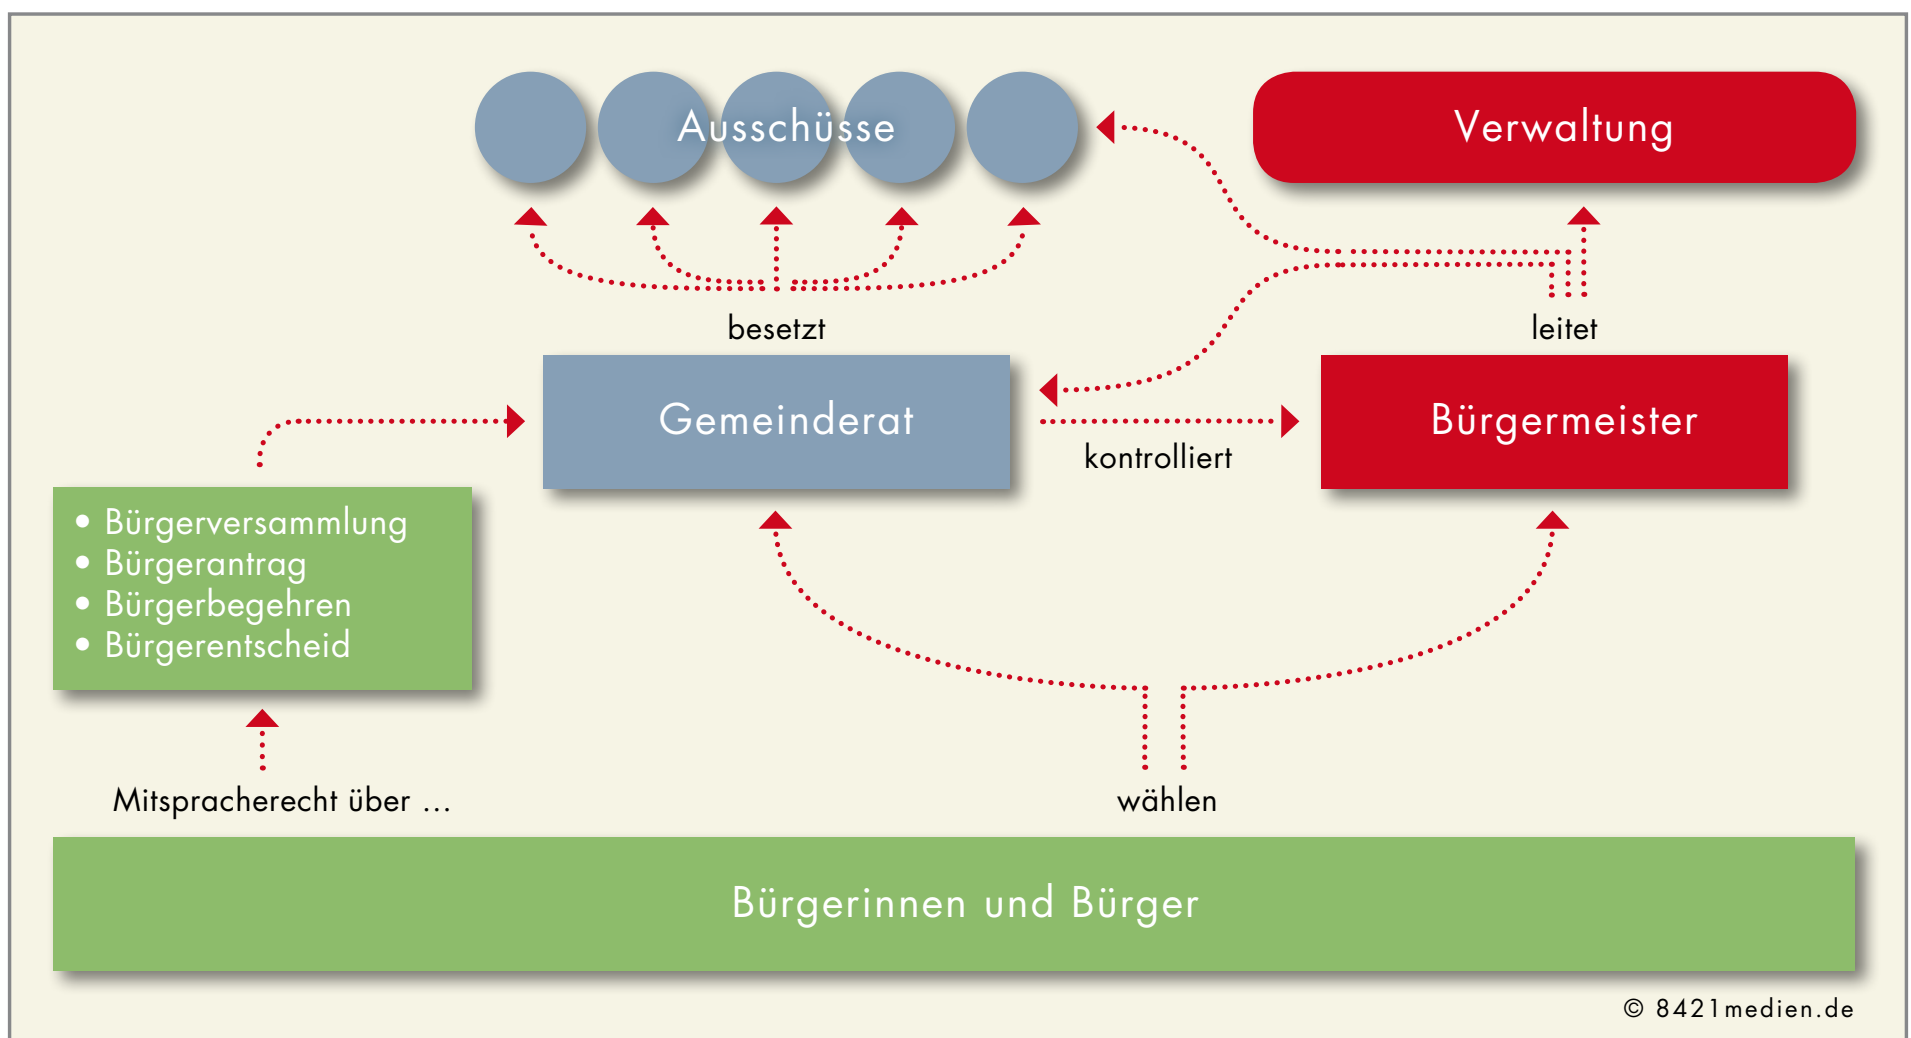 Ausschüsse
Verwaltung
besetzt
leitet
Gemeinderat
Bürgermeister
kontrolliert
• Bürgerversammlung
• Bürgerantrag
• Bürgerbegehren
• Bürgerentscheid
Mitspracherecht über ...
wählen
Bürgerinnen und Bürger
© 8421medien.de